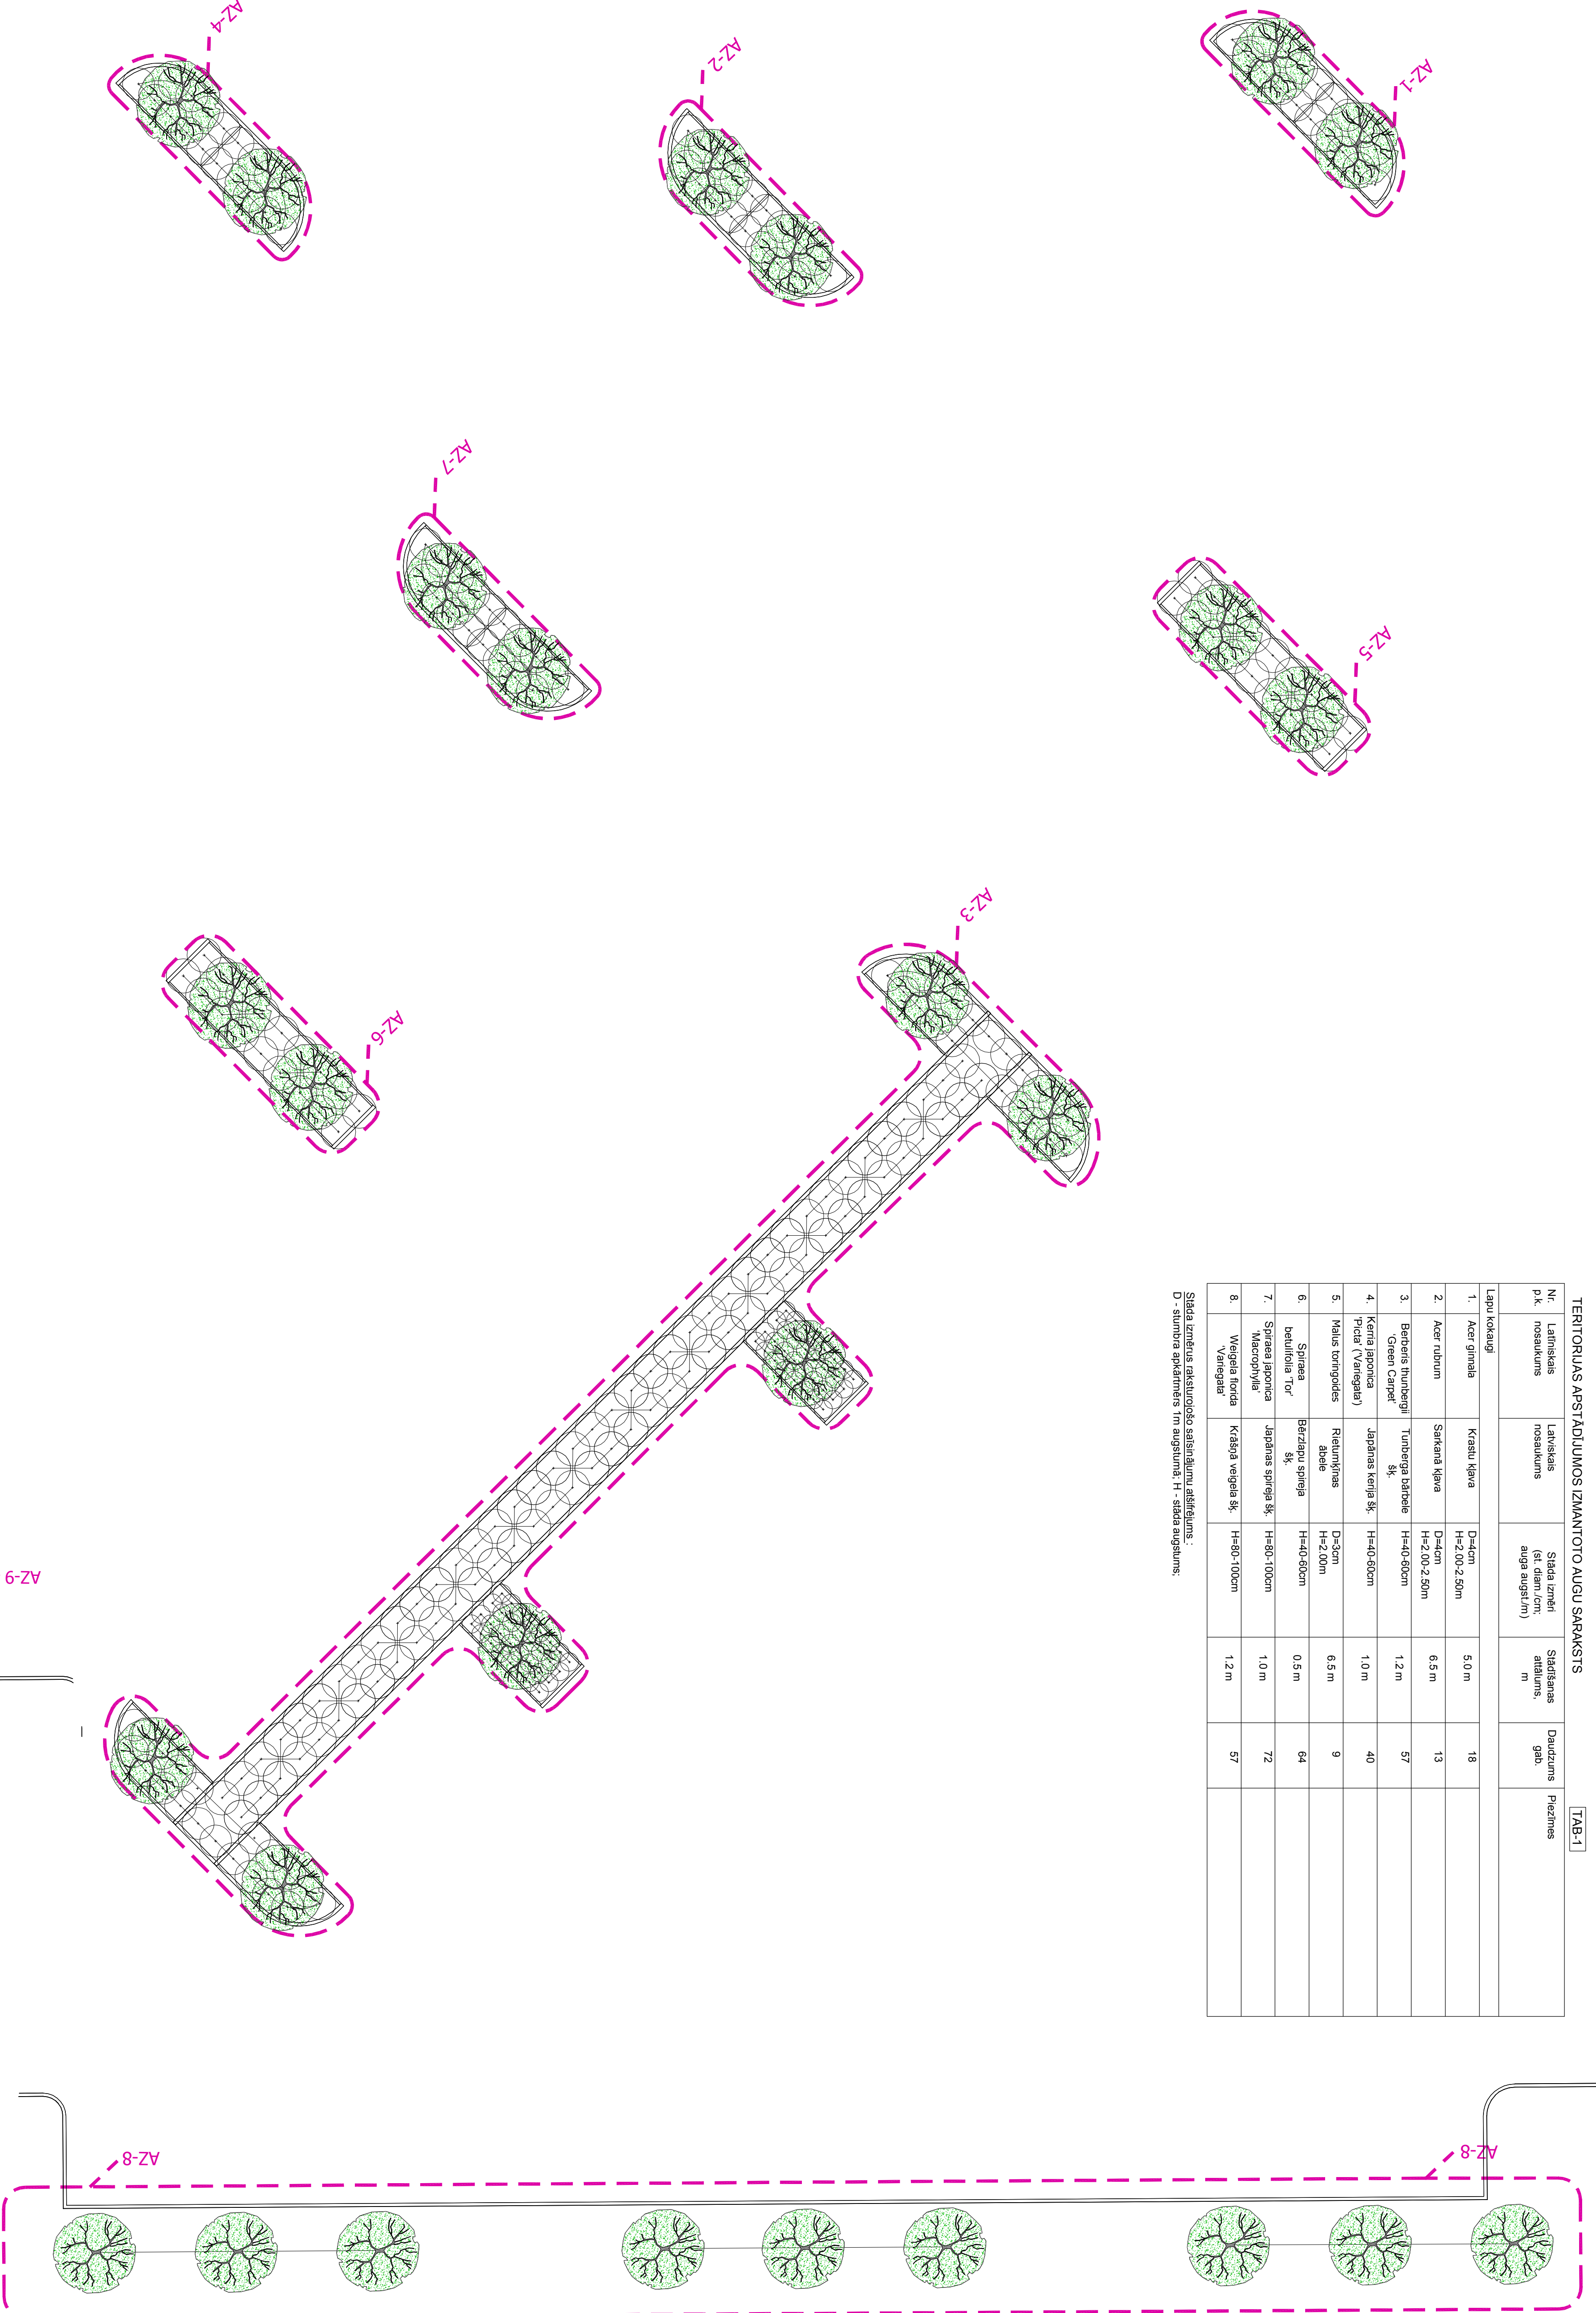 AZ-4
AZ-2
AZ-1
AZ-7
AZ-5
AZ-3
AZ-6
AZ-9
AZ-8
AZ-8
TERITORIJAS APSTĀDĪJUMOS IZMANTOTO AUGU SARAKSTS
TAB-1
Nr. p.k.
Latīniskais nosaukums
Latviskais nosaukums
Stāda izmēri (st. diam./cm; auga augst./m)
Stādīšanas attālums, m
Daudzums gab.
Piezīmes
Lapu kokaugi
1. Acer ginnala Krastu kļava D=4cm H=2.00-2.50m 5.0 m 18
2. Acer rubrum Sarkanā kļava D=4cm H=2.00-2.50m 6.5 m 13
3. Berberis thunbergii 'Green Carpet' Tunberga bārbele šķ. H=40-60cm 1.2 m 57
4. Kerria japonica 'Picta' ('Variegata') Japānas kerija šķ. H=40-60cm 1.0 m 40
5. Malus toringoides Rietumķīnas ābele D=3cm H=2.00m 6.5 m 9
6. Spiraea betulifolia 'Tor' Bērzlapu spireja šķ. H=40-60cm 0.5 m 64
7. Spiraea japonica 'Macrophylla' Japānas spireja šķ. H=80-100cm 1.0 m 72
8. Weigela florida 'Variegata' Krāšņā veigela šķ. H=80-100cm 1.2 m 57
Stāda izmērus raksturojošo saīsinājumu atšifrējums :
D - stumbra apkārtmērs 1m augstumā; H - stāda augstums;